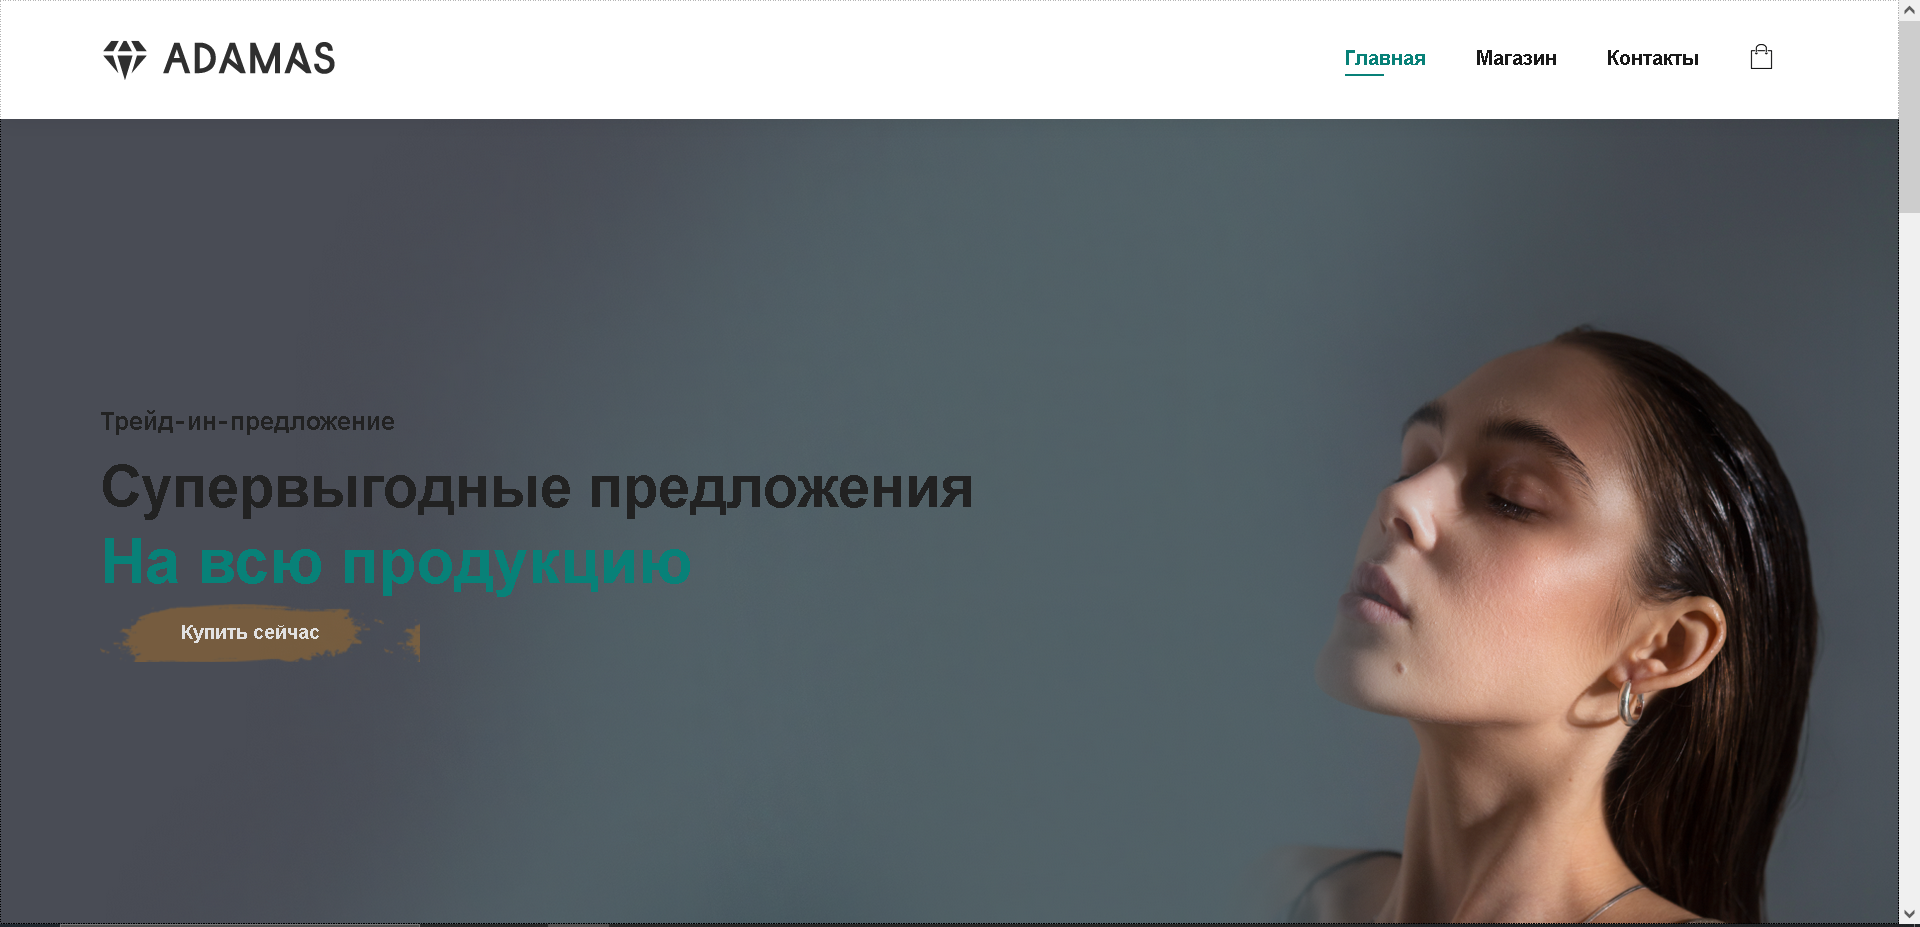 ADAMAS
Главная Магазин Контакты
Трейд-ин-предложение
Супервыгодные предложения
На всю продукцию
Купить сейчас